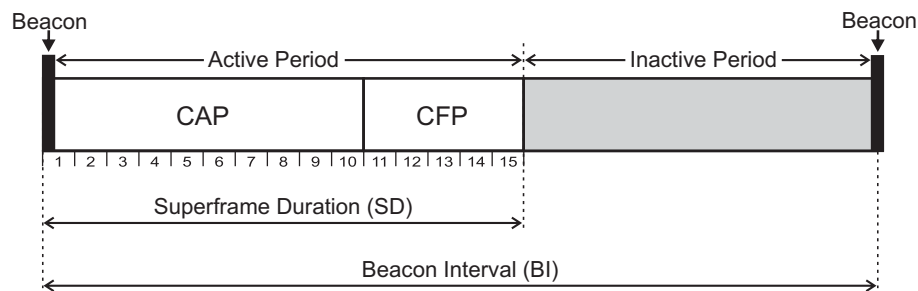 Beacon Beacon
Active Period Inactive Period
CAP CFP
1 2 3 4 5 6 7 8 9 10 11 12 13 14 15
Superframe Duration (SD)
Beacon Interval (BI)